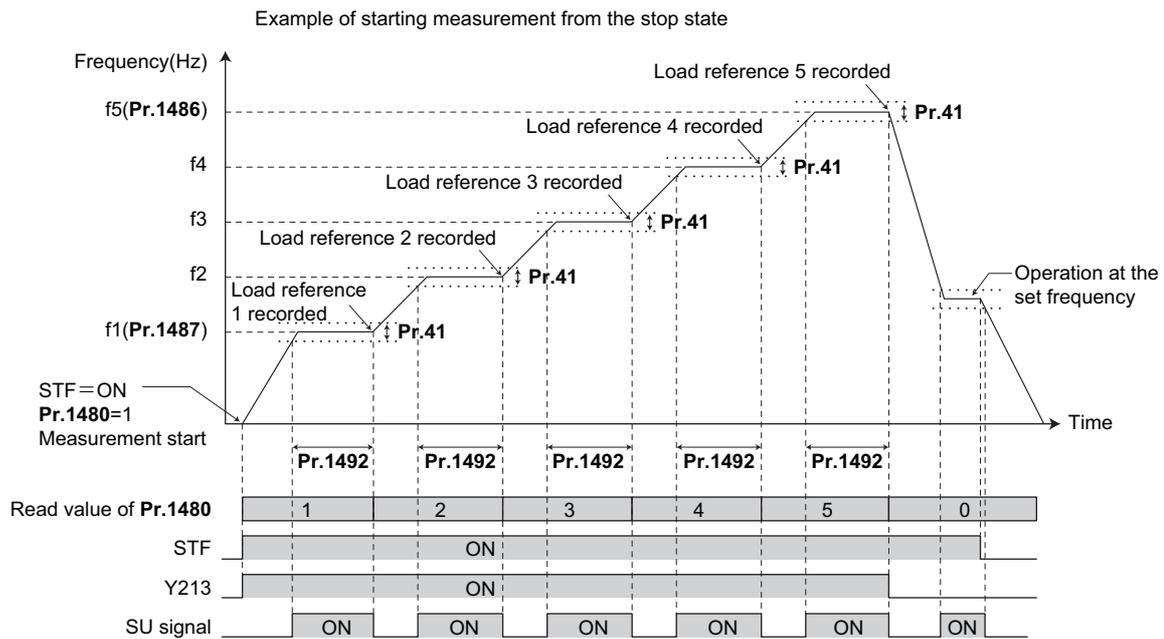 Example of starting measurement from the stop state
Frequency(Hz)
Load reference 5 recorded
f5(Pr.1486)
Pr.41
Load reference 4 recorded
f4
Pr.41
Load reference 3 recorded
f3
Pr.41
Load reference 2 recorded
f2
Pr.41
Operation at the
set frequency
Load reference
1 recorded
f1(Pr.1487)
Pr.41
STF=ON
Pr.1480=1
Measurement start
Time
Pr.1492 Pr.1492 Pr.1492 Pr.1492 Pr.1492
Read value of Pr.1480 1 2 3 4 5 0
STF ON
Y213 ON
SU signal ON ON ON ON ON ON